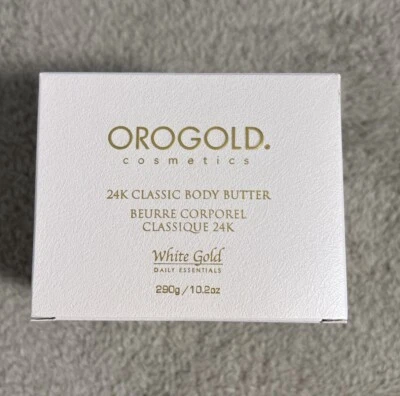 OROGOLD.
cosmetics
24K CLASSIC BODY BUTTER
BEURRE CORPOREL
CLASSIQUE 24K
White Gold
DAILY ESSENTIALS
290g / 10.2oz